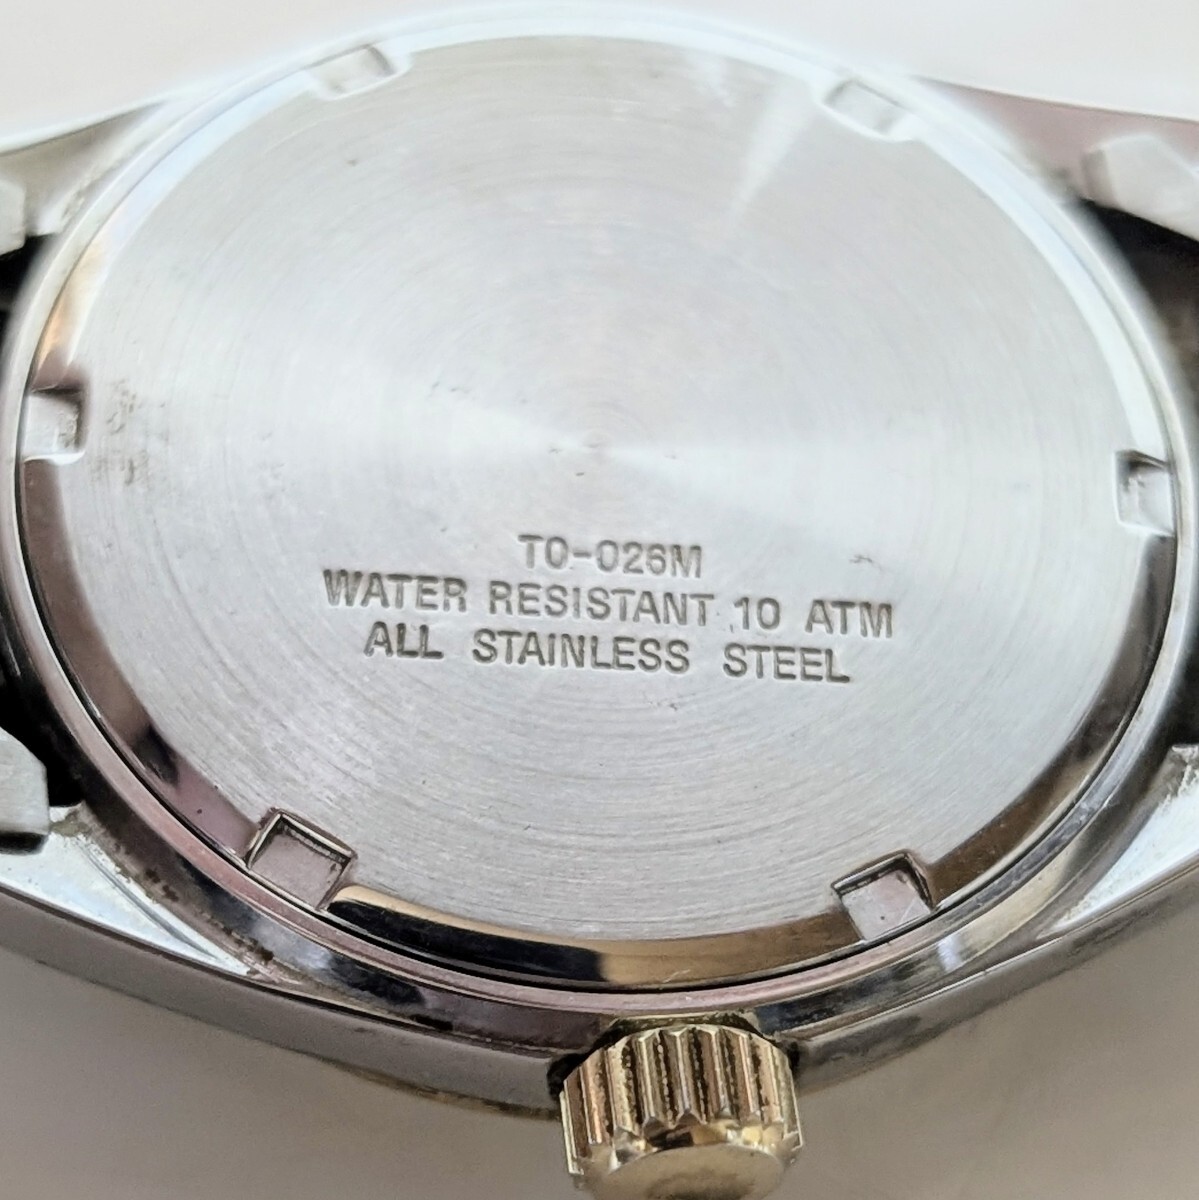 TO-026M
WATER RESISTANT 10 ATM
ALL STAINLESS STEEL